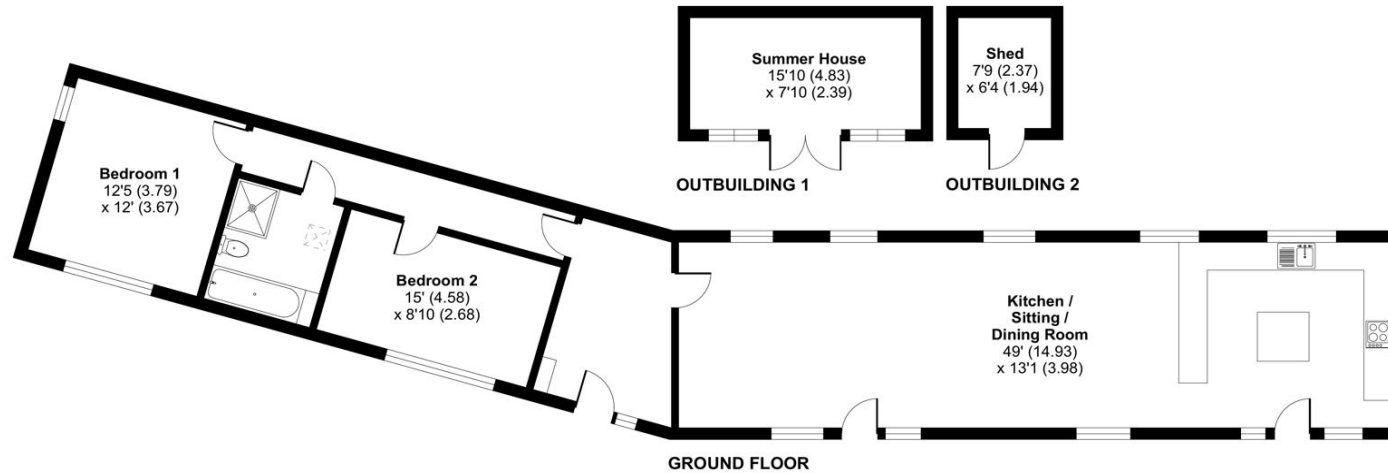 Summer House
15'10 (4.83)
x 7'10 (2.39)
Shed
7'9 (2.37)
x 6'4 (1.94)
OUTBUILDING 1
OUTBUILDING 2
Bedroom 1
12'5 (3.79)
x 12' (3.67)
Bedroom 2
15' (4.58)
x 8'10 (2.68)
Kitchen /
Sitting /
Dining Room
49' (14.93)
x 13'1 (3.98)
GROUND FLOOR